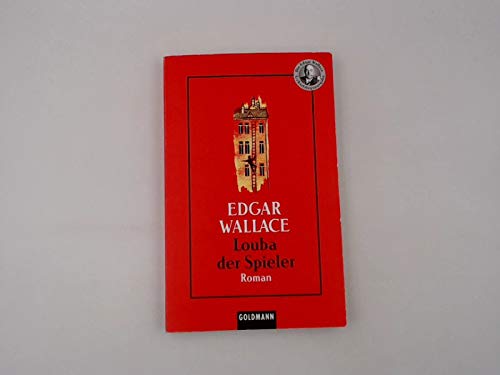 EDGAR
WALLACE
Louba
der Spieler
Roman
GOLDMANN